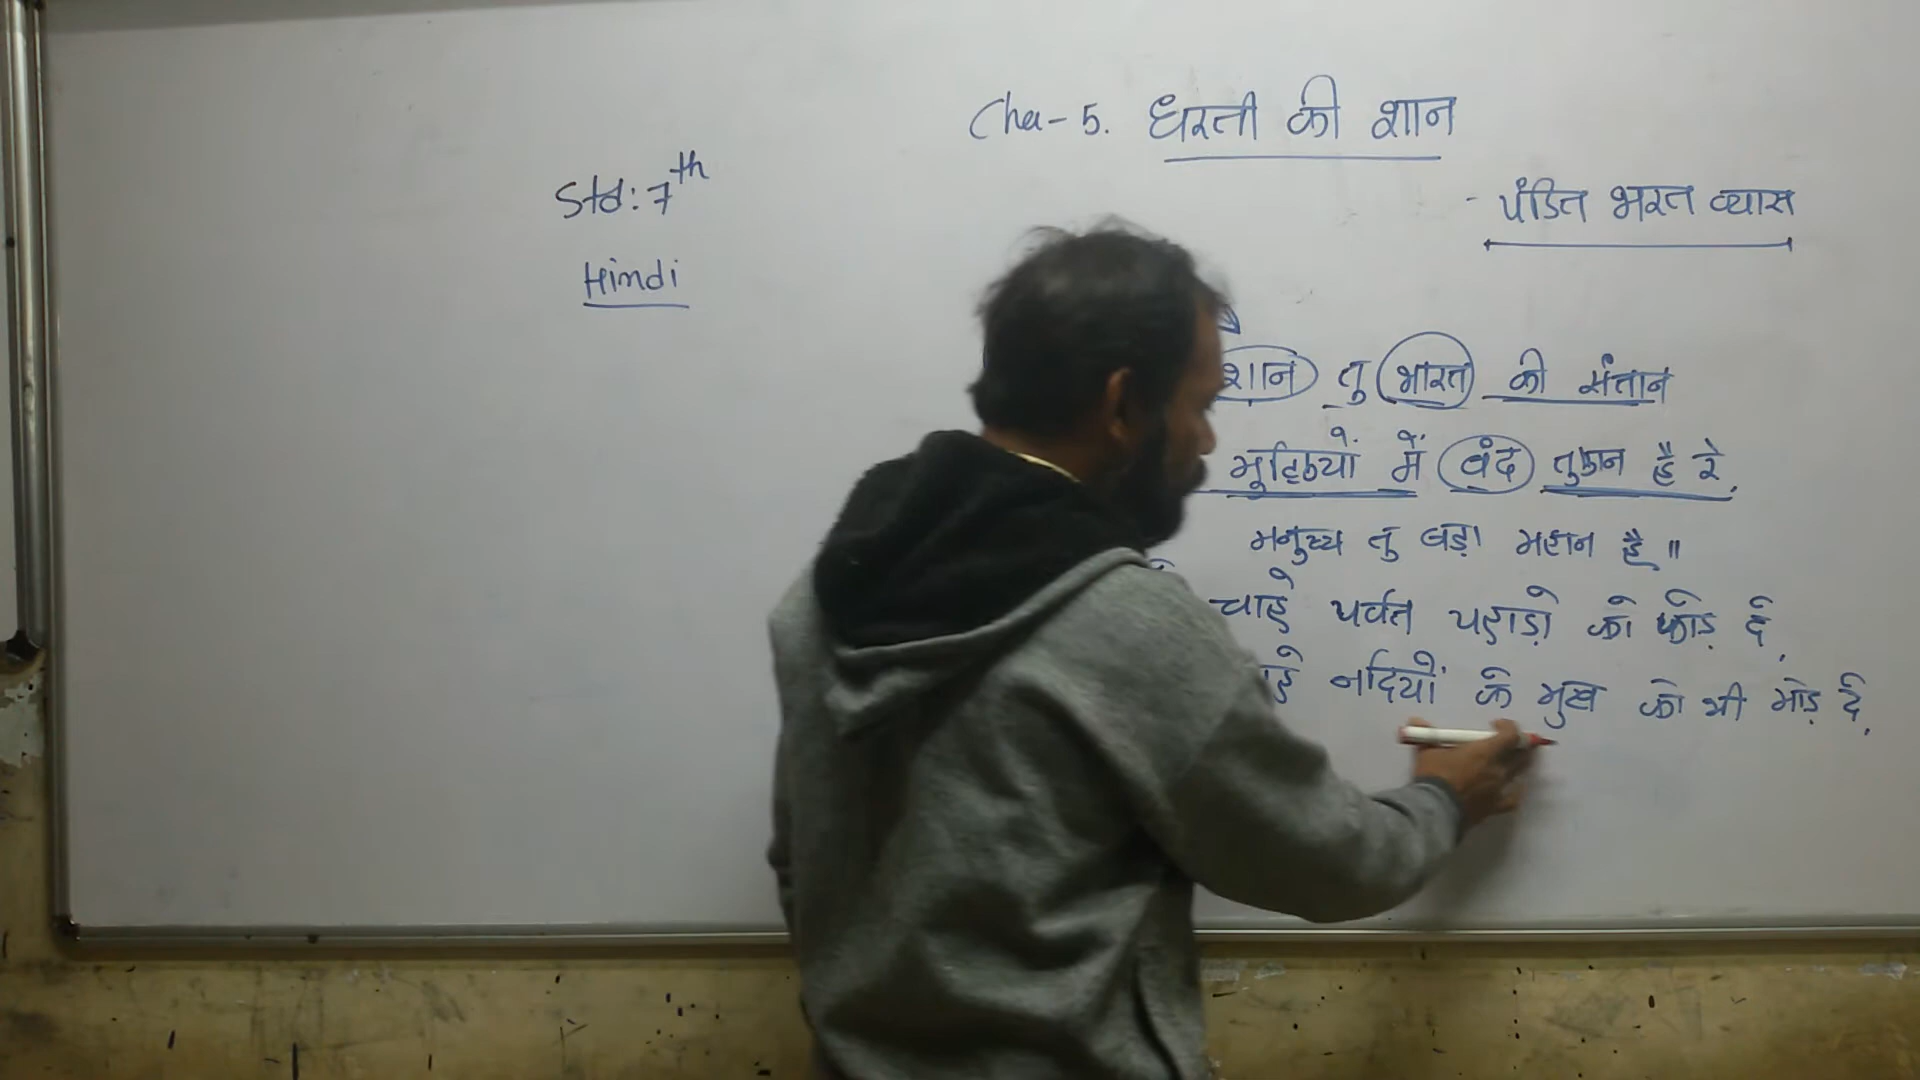 Cha-5. धरती की शान
Std: 7th
- पंडित भरत व्यास
Hindi
शान तु भारत की संतान
मूट्ठियों में बंद तुफान है रे,
मनुष्य तु बड़ा महान है॥
चाहे पर्वत पहाड़ो को फोड़ दे,
नदियों के मुख को भी मोड़ दे,